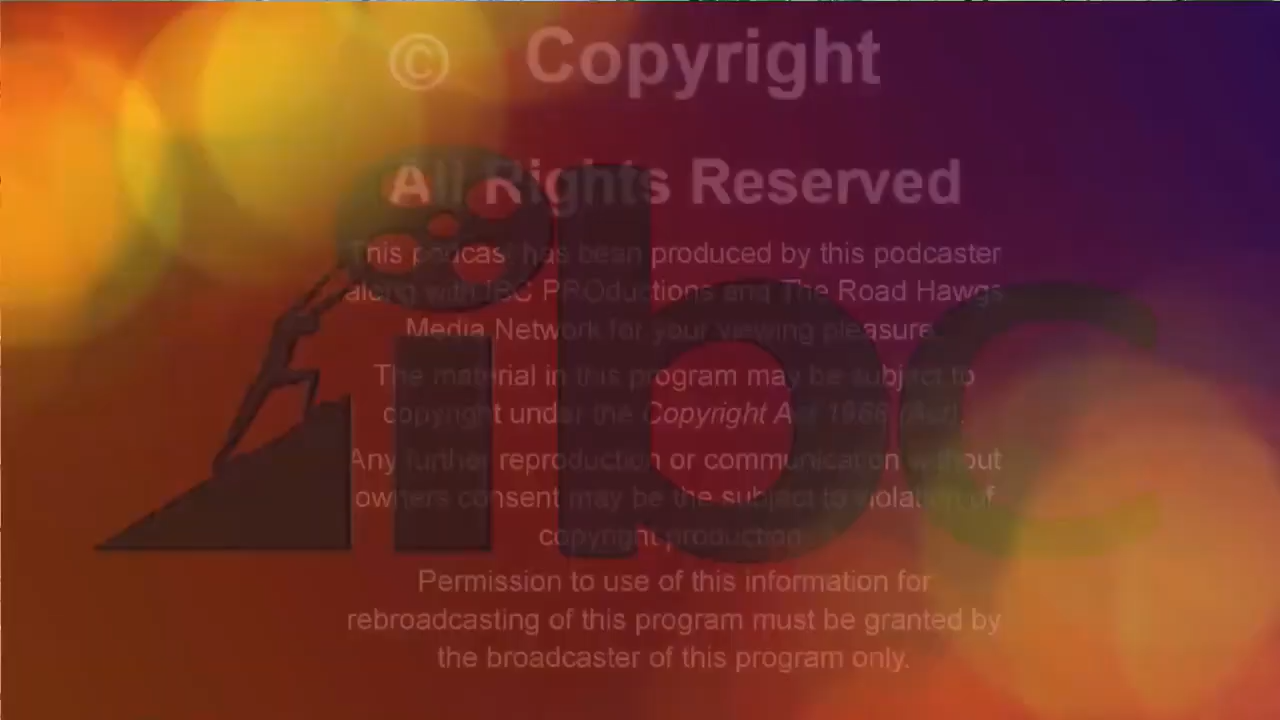 © Copyright
All Rights Reserved
This podcast has been produced by this podcaster
along with IBC PROductions and The Road Hawgs
Media Network for your viewing pleasure.
The material in this program may be subject to
copyright under the Copyright Act 1966 (Act).
Any further reproduction or communication without
owners consent may be the subject to violation of
copyright production.
Permission to use of this information for
rebroadcasting of this program must be granted by
the broadcaster of this program only.
ibc